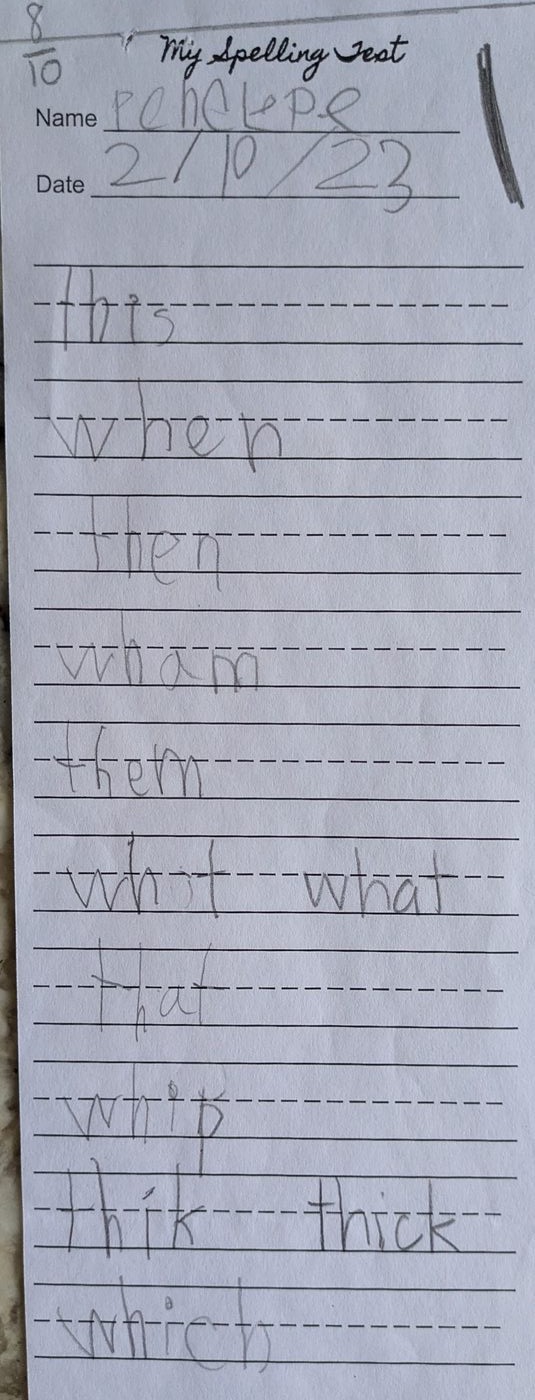 8/10
My Spelling Test
Name Penelope
Date 2/10/23
this
when
then
wham
them
whit what
that
whip
thik thick
which